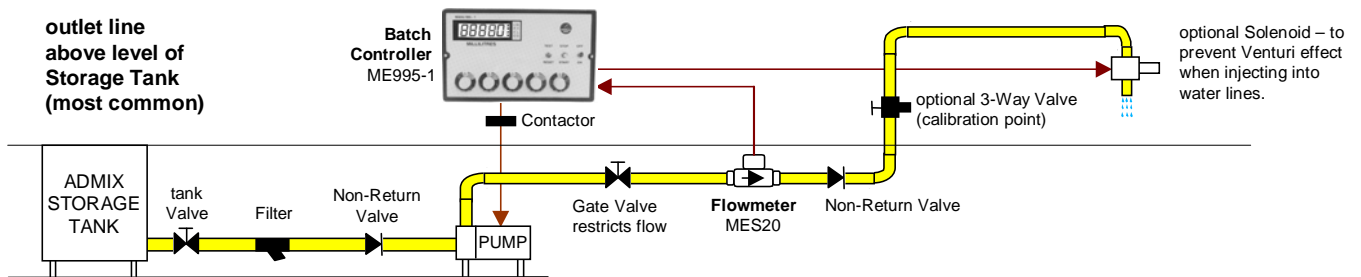 outlet line
above level of
Storage Tank
(most common)
Batch
Controller
ME995-1
88880
MILLILITRES
Contactor
optional 3-Way Valve
(calibration point)
optional Solenoid – to
prevent Venturi effect
when injecting into
water lines.
ADMIX
STORAGE
TANK
tank
Valve
Filter
Non-Return
Valve
PUMP
Gate Valve
restricts flow
Flowmeter
MES20
Non-Return Valve